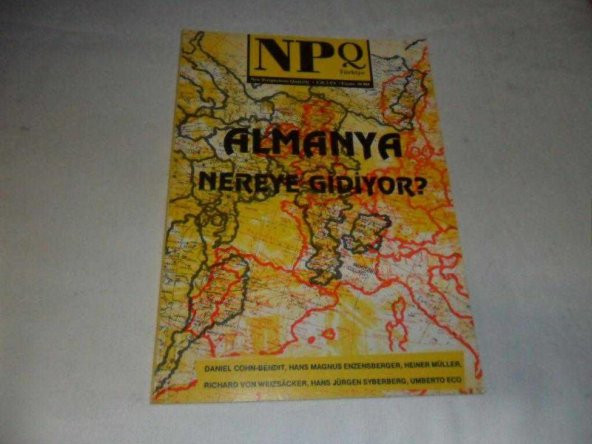 NPQ
Türkiye
ALMANYA
NEREYE GİDİYOR?
DANIEL COHN-BENDIT, HANS MAGNUS ENZENSBERGER, HEINER MÜLLER,
RICHARD VON WEIZSÄCKER, HANS JÜRGEN SYBERBERG, UMBERTO ECO